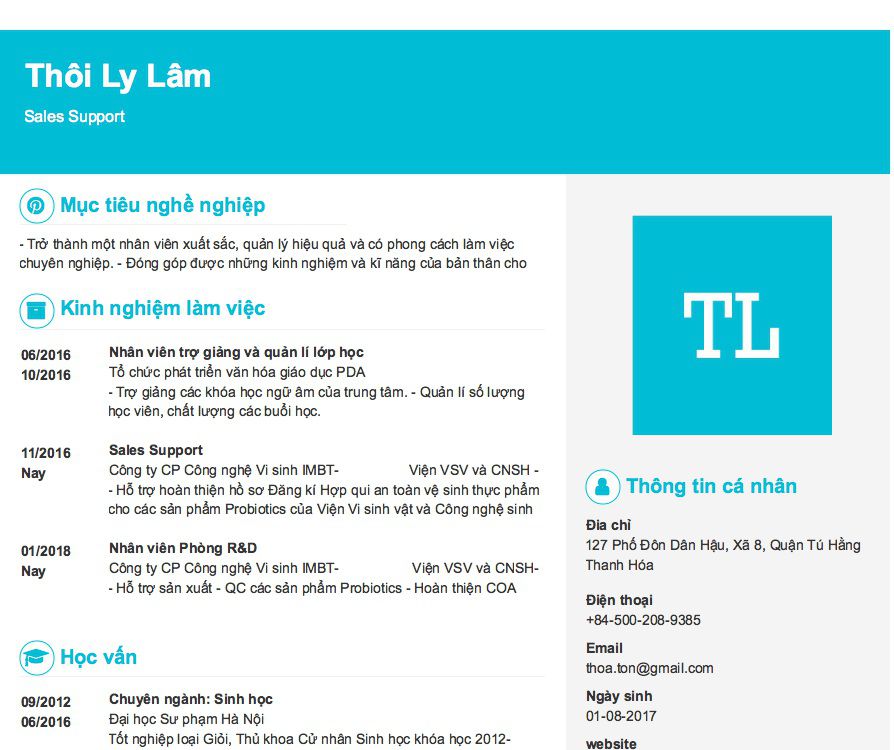 Thôi Ly Lâm
Sales Support
Mục tiêu nghề nghiệp
- Trở thành một nhân viên xuất sắc, quản lý hiệu quả và có phong cách làm việc
chuyên nghiệp. - Đóng góp được những kinh nghiệm và kĩ năng của bản thân cho
Kinh nghiệm làm việc
06/2016
10/2016
Nhân viên trợ giảng và quản lí lớp học
Tổ chức phát triển văn hóa giáo dục PDA
- Trợ giảng các khóa học ngữ âm của trung tâm. - Quản lí số lượng
học viên, chất lượng các buổi học.
11/2016
Nay
Sales Support
Công ty CP Công nghệ Vi sinh IMBT- Viện VSV và CNSH -
- Hỗ trợ hoàn thiện hồ sơ Đăng kí Hợp qui an toàn vệ sinh thực phẩm
cho các sản phẩm Probiotics của Viện Vi sinh vật và Công nghệ sinh
01/2018
Nay
Nhân viên Phòng R&D
Công ty CP Công nghệ Vi sinh IMBT- Viện VSV và CNSH-
- Hỗ trợ sản xuất - QC các sản phẩm Probiotics - Hoàn thiện COA
Học vấn
09/2012
06/2016
Chuyên ngành: Sinh học
Đại học Sư phạm Hà Nội
Tốt nghiệp loại Giỏi, Thủ khoa Cử nhân Sinh học khóa học 2012-
TL
Thông tin cá nhân
Đia chỉ
127 Phố Đôn Dân Hậu, Xã 8, Quận Tú Hằng
Thanh Hóa
Điện thoại
+84-500-208-9385
Email
thoa.ton@gmail.com
Ngày sinh
01-08-2017
website